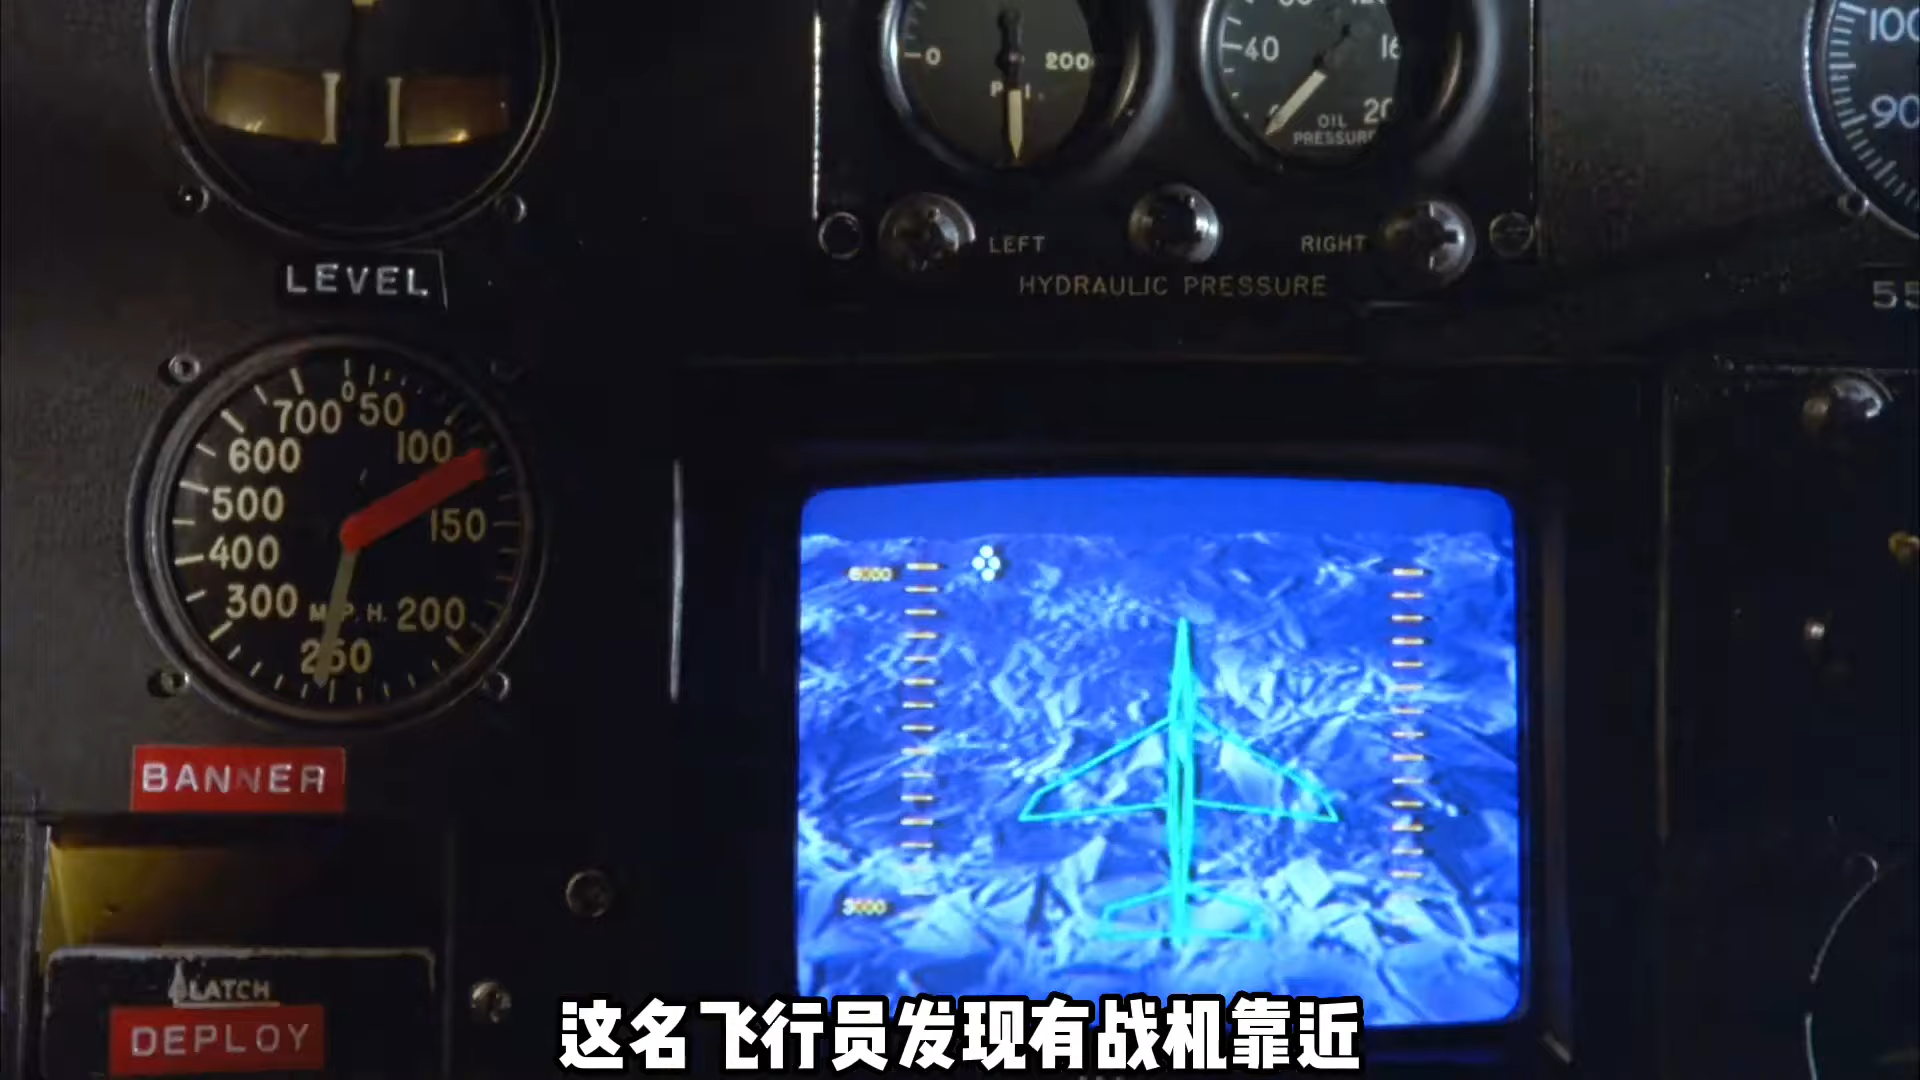 0
200
P
I.
40
16
20
OIL
PRESSURE
100
90
LEFT
RIGHT
HYDRAULIC PRESSURE
LEVEL
55
0
50
100
150
200
250
300
400
500
600
700
M.P.H.
6000
3000
BANNER
LATCH
DEPLOY
这名飞行员发现有战机靠近